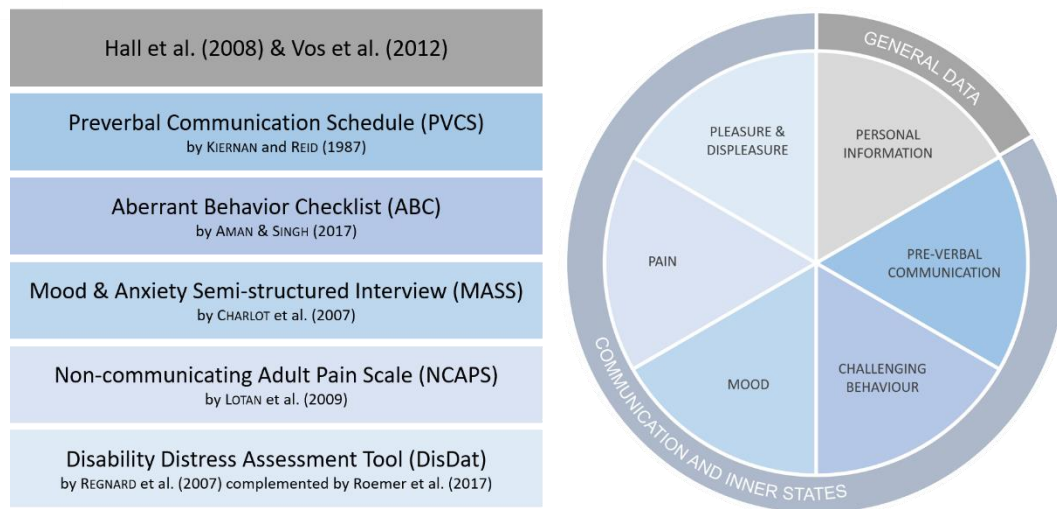 Hall et al. (2008) & Vos et al. (2012)
Preverbal Communication Schedule (PVCS)
by KIERNAN and REID (1987)
Aberrant Behavior Checklist (ABC)
by AMAN & SINGH (2017)
Mood & Anxiety Semi-structured Interview (MASS)
by CHARLOT et al. (2007)
Non-communicating Adult Pain Scale (NCAPS)
by LOTAN et al. (2009)
Disability Distress Assessment Tool (DisDat)
by REGNARD et al. (2007) complemented by Roemer et al. (2017)
GENERAL DATA
PERSONAL
INFORMATION
PRE-VERBAL
COMMUNICATION
CHALLENGING
BEHAVIOUR
MOOD
PAIN
PLEASURE &
DISPLEASURE
COMMUNICATION AND INNER STATES